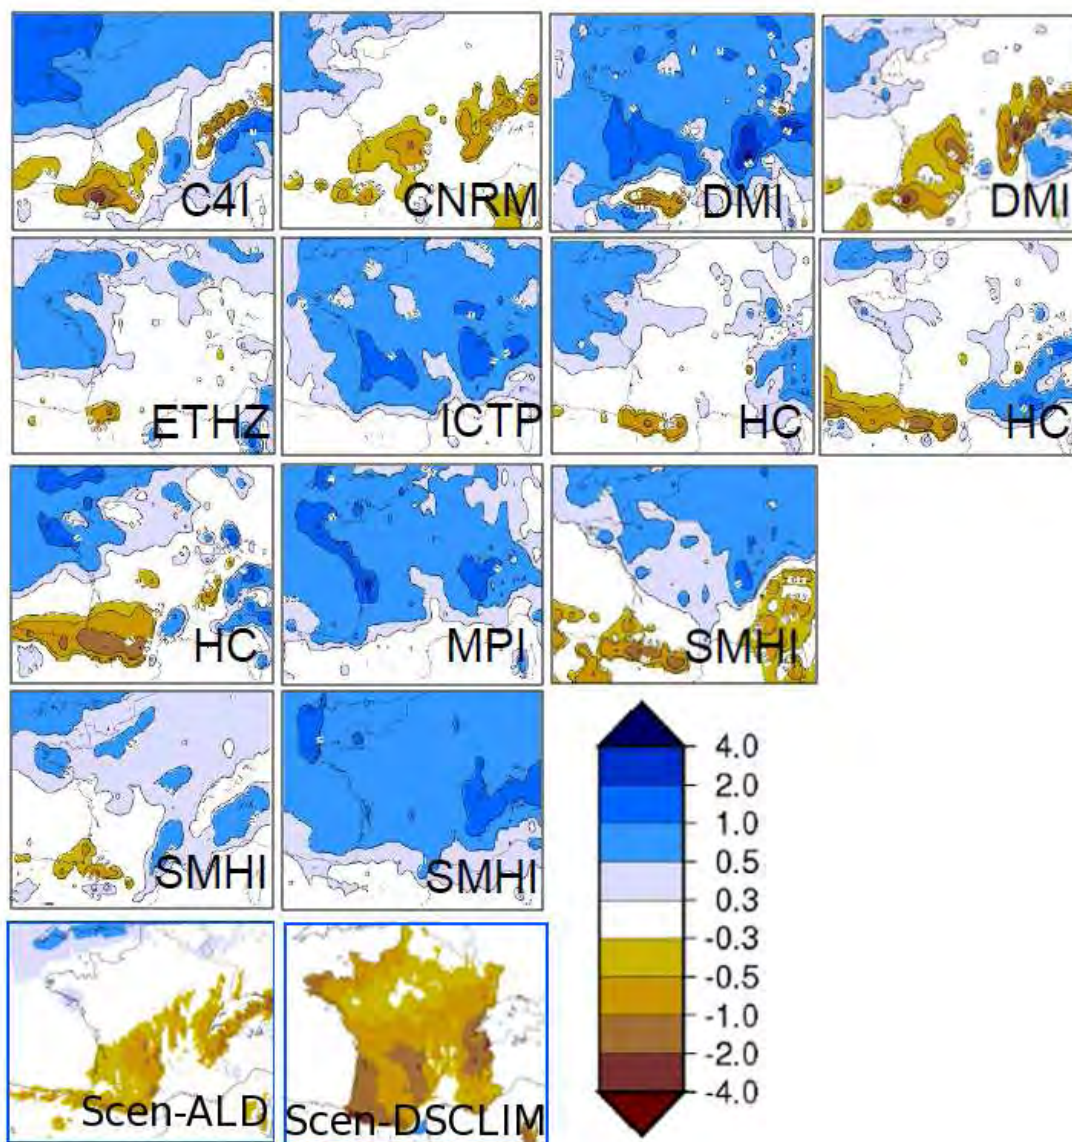 C4I
CNRM
DMI
DMI
ETHZ
ICTP
HC
HC
HC
MPI
SMHI
SMHI
SMHI
4.0
2.0
1.0
0.5
0.3
-0.3
-0.5
-1.0
-2.0
-4.0
Scen-ALD
Scen-DSCLIM